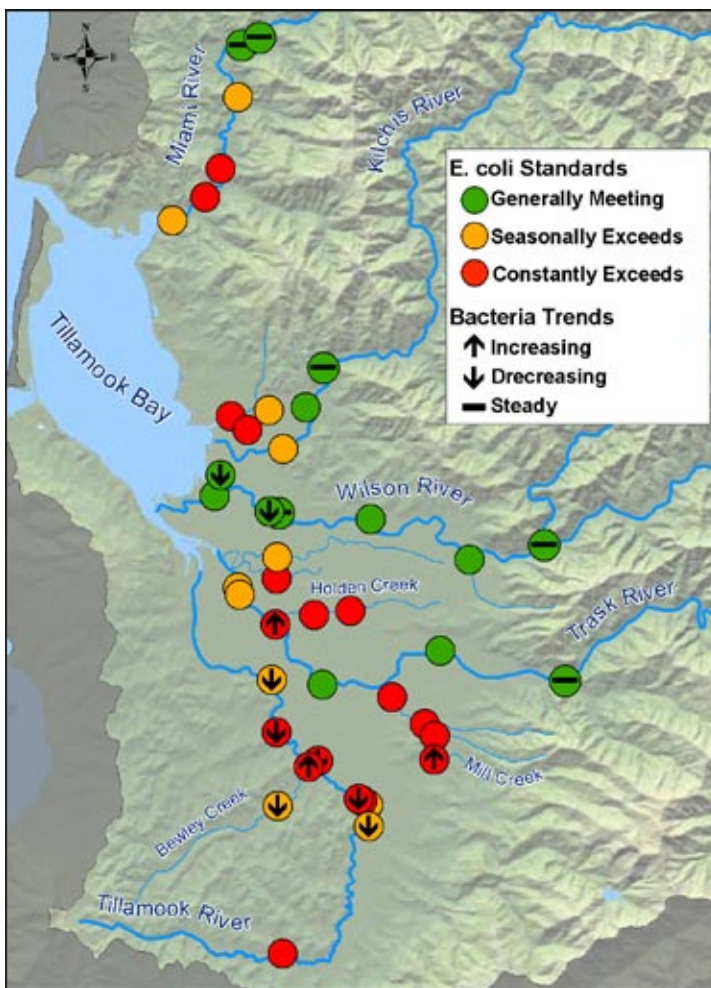 N
W E
S
Miami River
Kilchis River
E. coli Standards
Generally Meeting
Seasonally Exceeds
Constantly Exceeds
Bacteria Trends
Increasing
Drecreasing
Steady
Tillamook Bay
Wilson River
Holden Creek
Trask River
Mill Creek
Bewley Creek
Tillamook River